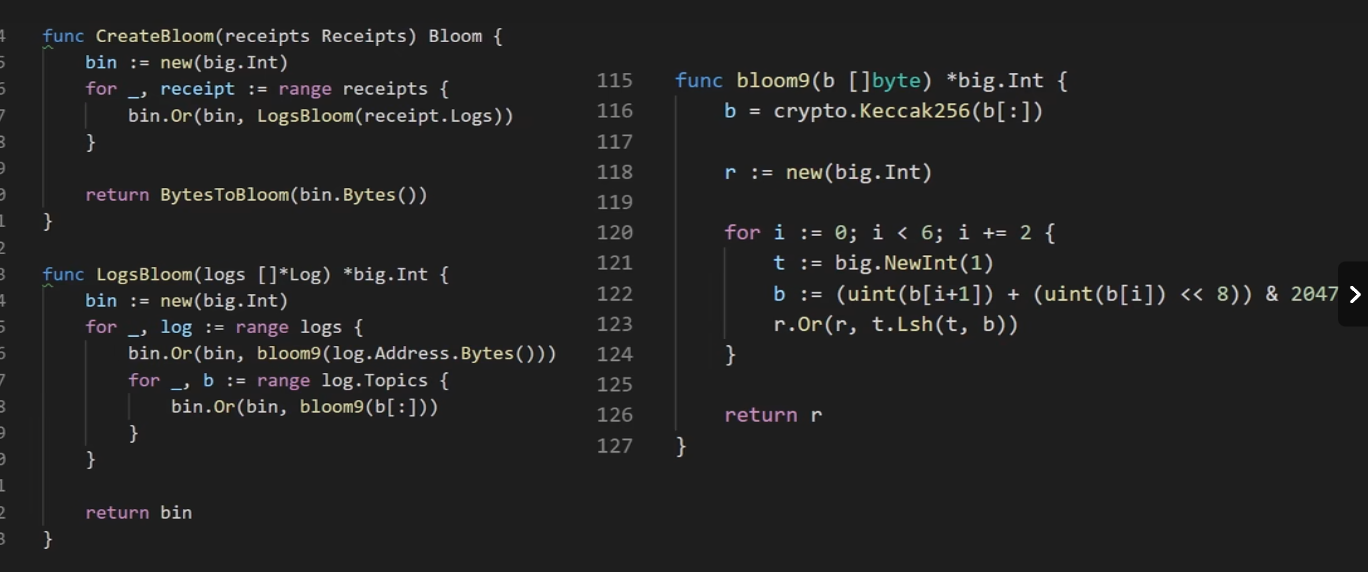 4 func CreateBloom(receipts Receipts) Bloom {
5 bin := new(big.Int)
6 for _, receipt := range receipts {
7 bin.Or(bin, LogsBloom(receipt.Logs))
8 }
9
0 return BytesToBloom(bin.Bytes())
1 }
2
3 func LogsBloom(logs []*Log) *big.Int {
4 bin := new(big.Int)
5 for _, log := range logs {
6 bin.Or(bin, bloom9(log.Address.Bytes()))
7 for _, b := range log.Topics {
8 bin.Or(bin, bloom9(b[:]))
9 }
0 }
1
2 return bin
3 }
115 func bloom9(b []byte) *big.Int {
116 b = crypto.Keccak256(b[:])
117
118 r := new(big.Int)
119
120 for i := 0; i < 6; i += 2 {
121 t := big.NewInt(1)
122 b := (uint(b[i+1]) + (uint(b[i]) << 8)) & 2047
123 r.Or(r, t.Lsh(t, b))
124 }
125
126 return r
127 }